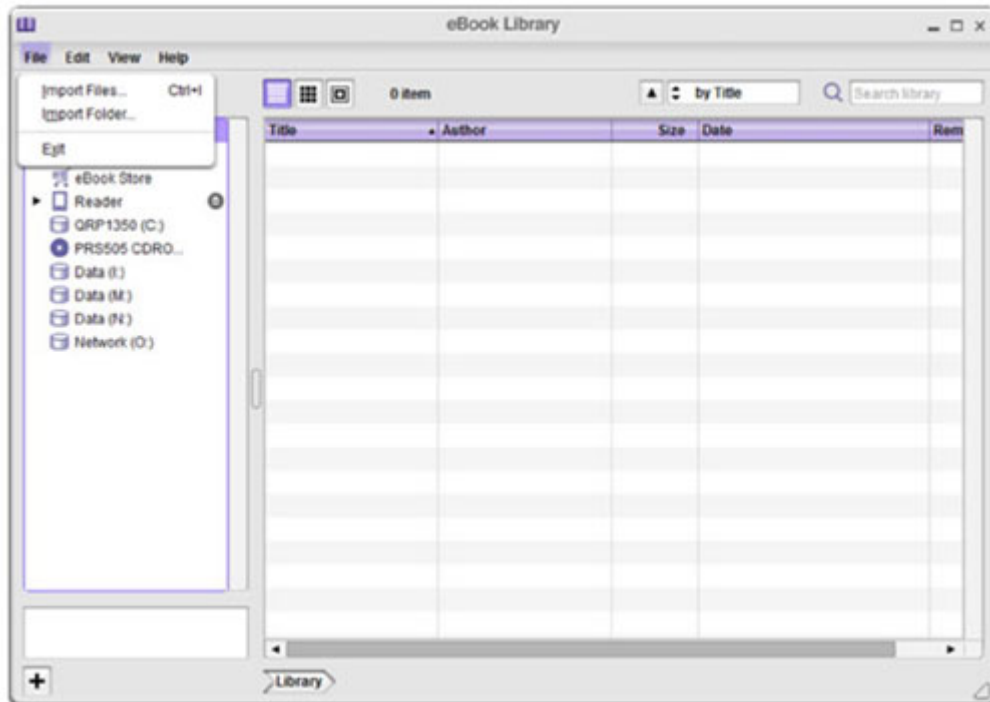 eBook Library
File Edit View Help
Import Files... Ctrl+I
Import Folder...
Exit
0 item
by Title
Search library
Title Author Size Date Rem
eBook Store
Reader
QRP1350 (C:)
PRS505 CDRO...
Data (I:)
Data (M:)
Data (N:)
Network (O:)
Library